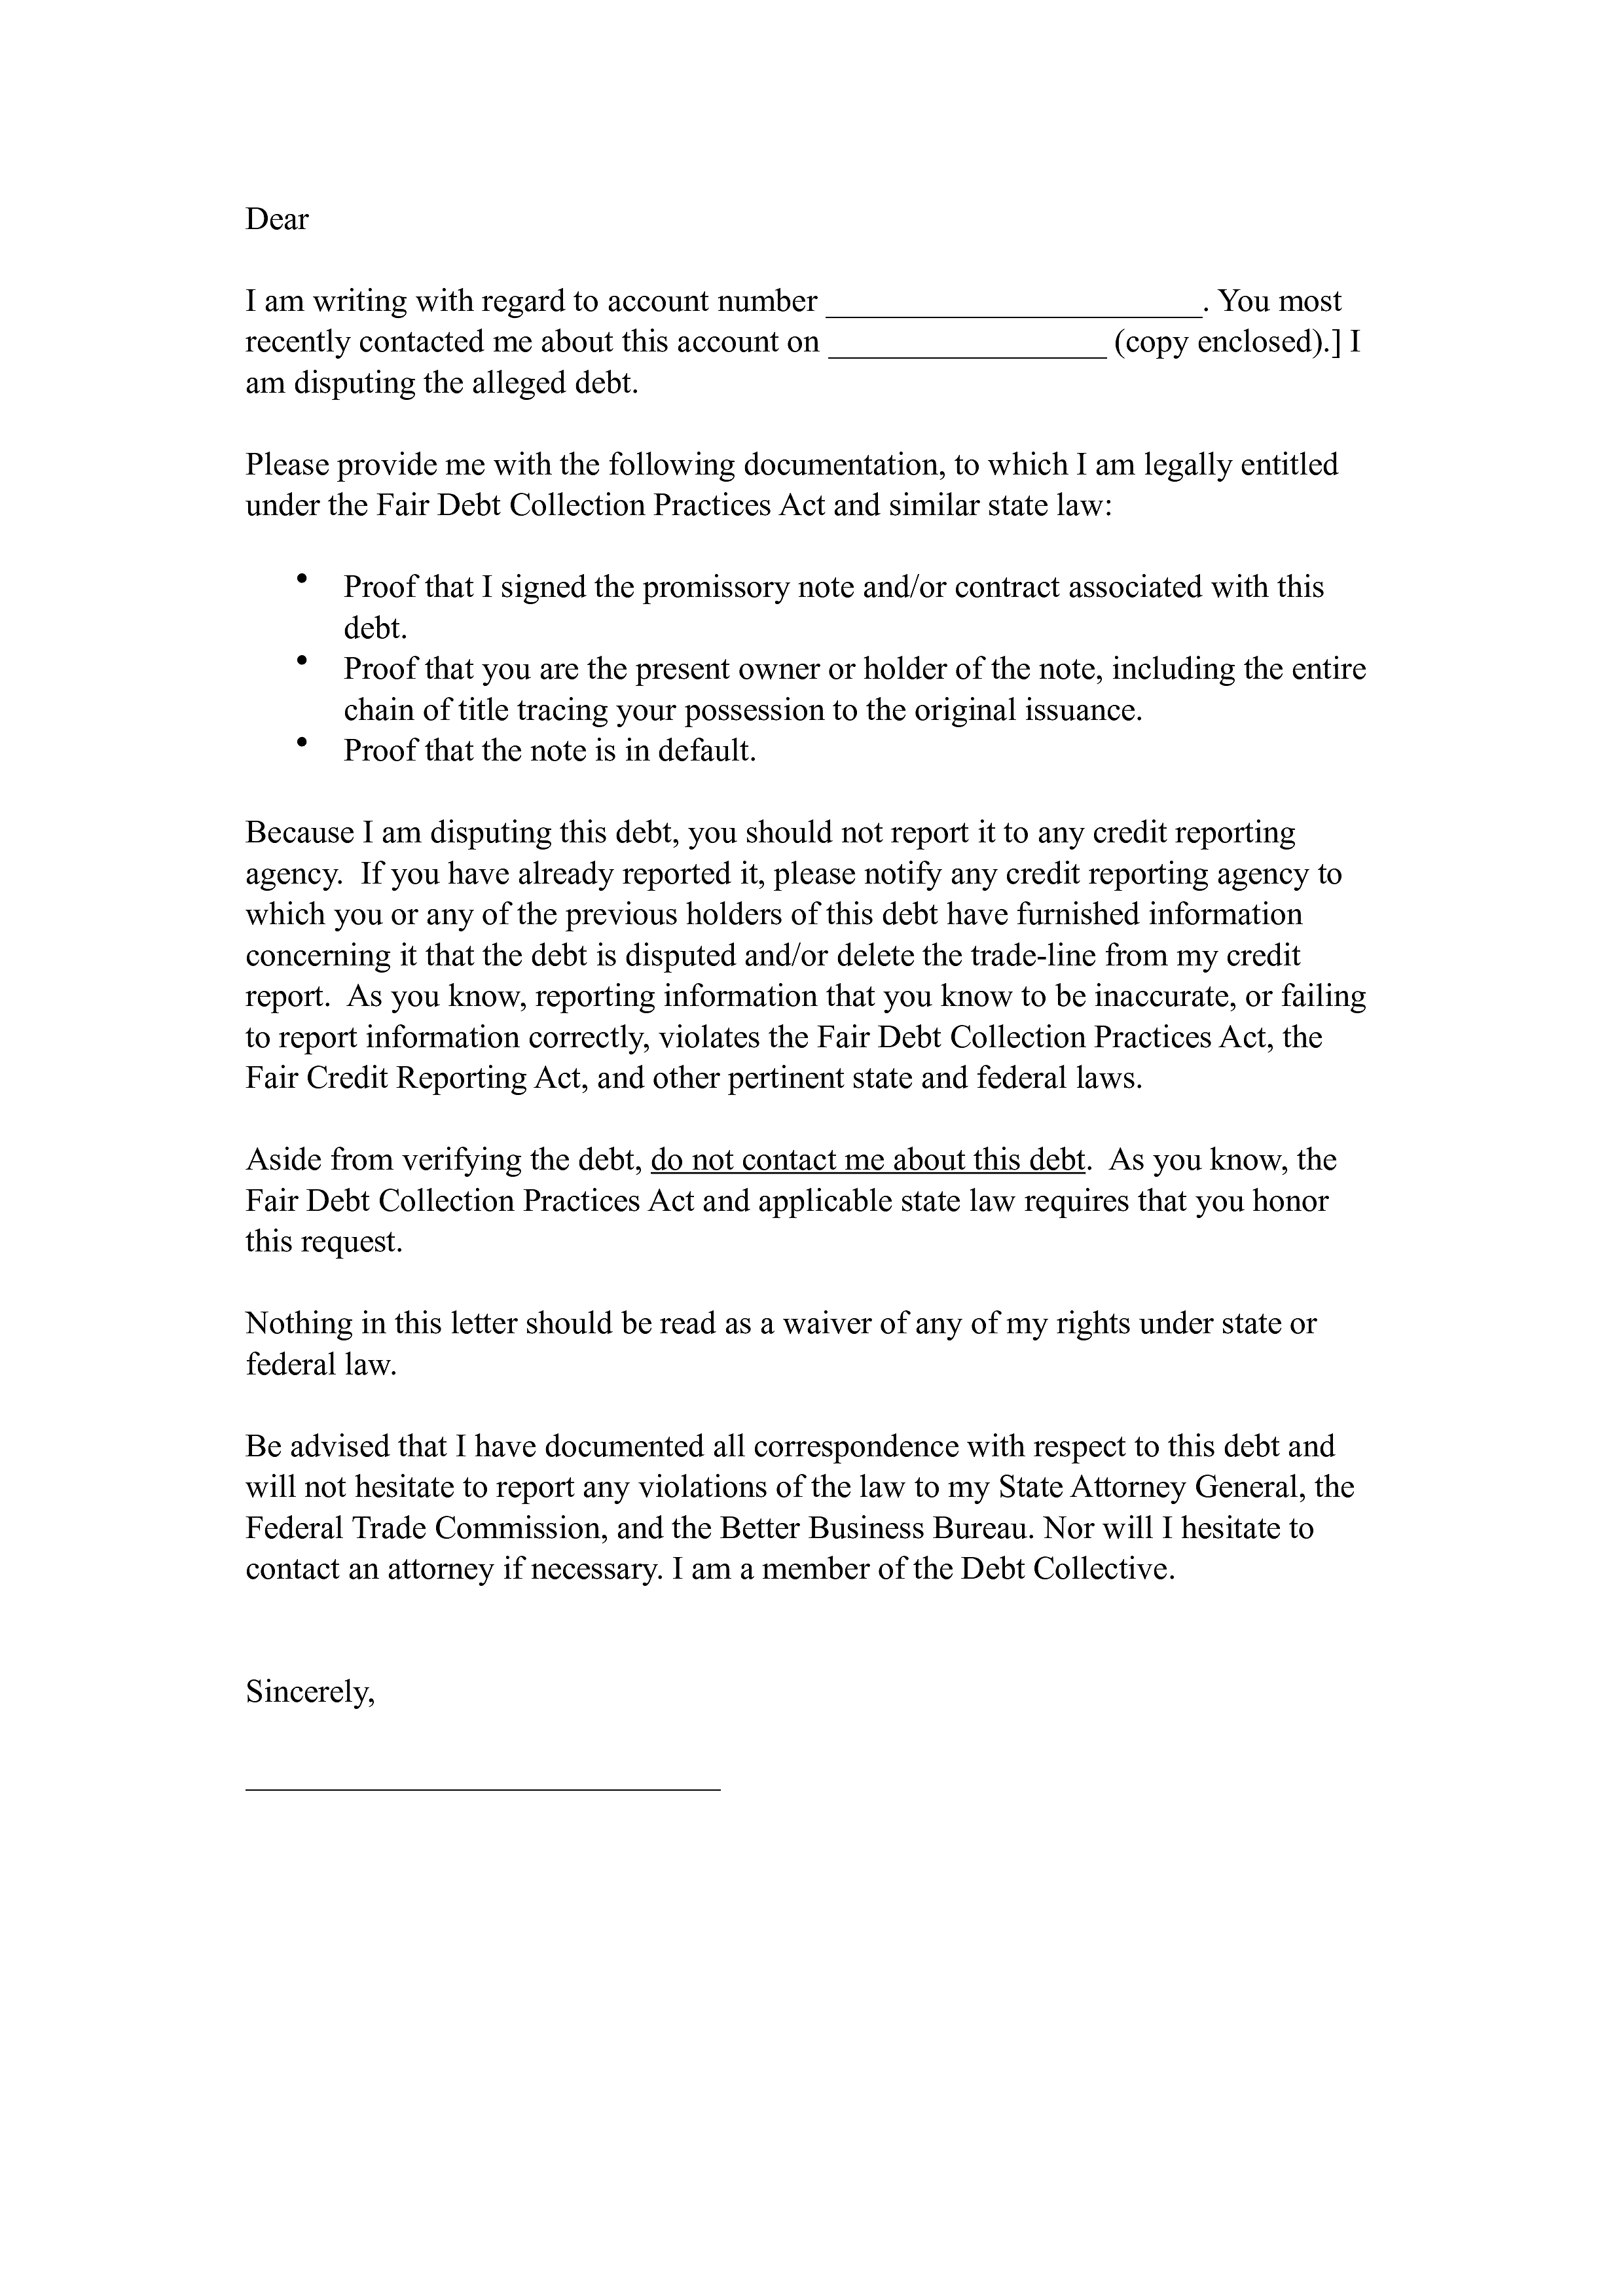 Dear
I am writing with regard to account number _______________________. You most
recently contacted me about this account on _________________ (copy enclosed).] I
am disputing the alleged debt.
Please provide me with the following documentation, to which I am legally entitled
under the Fair Debt Collection Practices Act and similar state law:
• Proof that I signed the promissory note and/or contract associated with this
debt.
• Proof that you are the present owner or holder of the note, including the entire
chain of title tracing your possession to the original issuance.
• Proof that the note is in default.
Because I am disputing this debt, you should not report it to any credit reporting
agency.  If you have already reported it, please notify any credit reporting agency to
which you or any of the previous holders of this debt have furnished information
concerning it that the debt is disputed and/or delete the trade-line from my credit
report.  As you know, reporting information that you know to be inaccurate, or failing
to report information correctly, violates the Fair Debt Collection Practices Act, the
Fair Credit Reporting Act, and other pertinent state and federal laws.
Aside from verifying the debt, do not contact me about this debt.  As you know, the
Fair Debt Collection Practices Act and applicable state law requires that you honor
this request.
Nothing in this letter should be read as a waiver of any of my rights under state or
federal law.
Be advised that I have documented all correspondence with respect to this debt and
will not hesitate to report any violations of the law to my State Attorney General, the
Federal Trade Commission, and the Better Business Bureau. Nor will I hesitate to
contact an attorney if necessary. I am a member of the Debt Collective.
Sincerely,
_____________________________